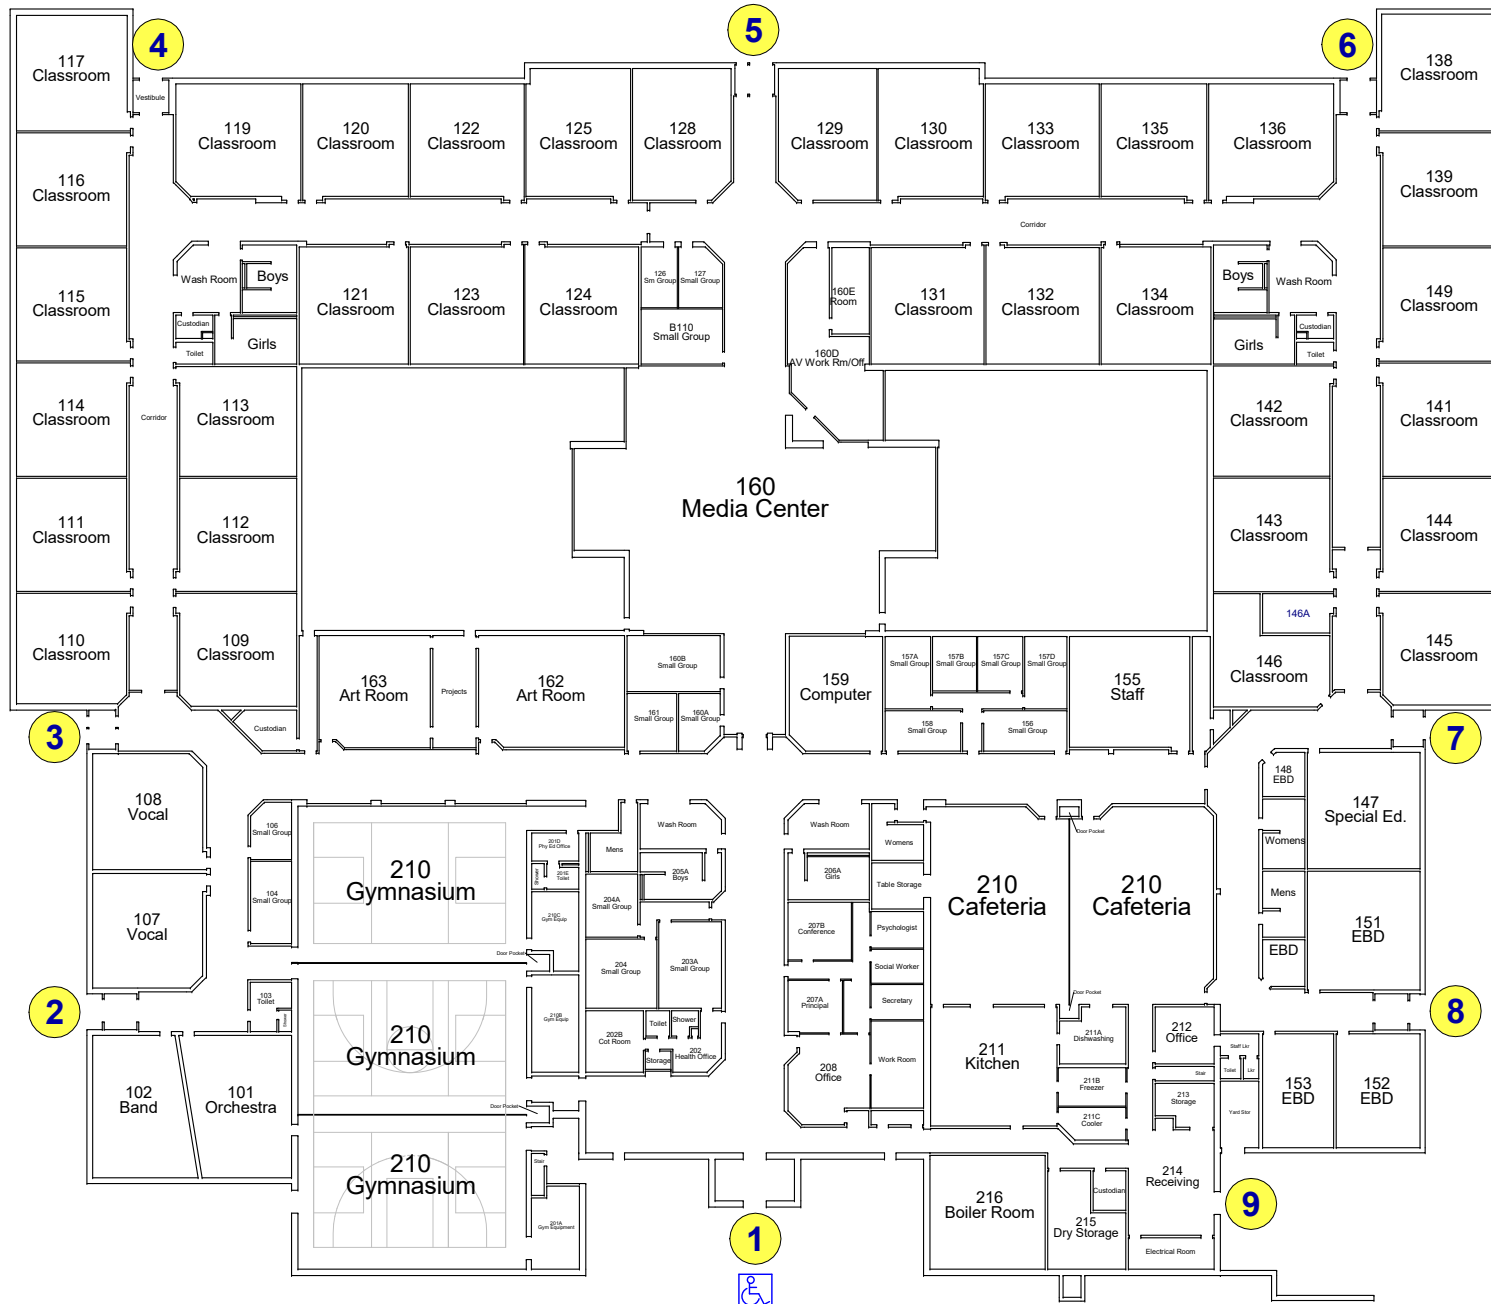 4
5
6
117
Classroom
Vestibule
138
Classroom
119
Classroom
120
Classroom
122
Classroom
125
Classroom
128
Classroom
129
Classroom
130
Classroom
133
Classroom
135
Classroom
136
Classroom
116
Classroom
139
Classroom
Corridor
Wash Room
Boys
121
Classroom
123
Classroom
124
Classroom
126
Sm Group
127
Small Group
160E
Room
131
Classroom
132
Classroom
134
Classroom
Boys
Wash Room
115
Classroom
149
Classroom
Custodian
Toilet
Girls
B110
Small Group
160D
AV Work Rm/Off
Girls
Custodian
Toilet
114
Classroom
Corridor
113
Classroom
142
Classroom
141
Classroom
160
Media Center
111
Classroom
112
Classroom
143
Classroom
144
Classroom
146A
110
Classroom
109
Classroom
146
Classroom
145
Classroom
163
Art Room
Projects
162
Art Room
160B
Small Group
161
Small Group
160A
Small Group
159
Computer
157A
Small Group
157B
Small Group
157C
Small Group
157D
Small Group
158
Small Group
156
Small Group
155
Staff
Custodian
3
7
108
Vocal
148
EBD
147
Special Ed.
106
Small Group
210
Gymnasium
201D
Phy Ed Office
Shower
201E
Toilet
Mens
Wash Room
205A
Boys
Wash Room
206A
Girls
Womens
Table Storage
Door Pocket
210
Cafeteria
210
Cafeteria
Womens
Mens
107
Vocal
104
Small Group
210C
Gym Equip
204A
Small Group
207B
Conference
Psychologist
151
EBD
EBD
Door Pocket
204
Small Group
203A
Small Group
Social Worker
2
103
Toilet
Shower
210
Gymnasium
210B
Gym Equip
207A
Principal
Secretary
Door Pocket
8
202B
Cot Room
Toilet
Shower
Storage
202
Health Office
208
Office
Work Room
211
Kitchen
211A
Dishwashing
212
Office
Staff Lkr
Toilet
Lkr
Stair
102
Band
101
Orchestra
Door Pocket
211B
Freezer
211C
Cooler
213
Storage
Yard Stor
153
EBD
152
EBD
210
Gymnasium
Stair
201A
Gym Equipment
216
Boiler Room
Custodian
215
Dry Storage
214
Receiving
Electrical Room
9
1